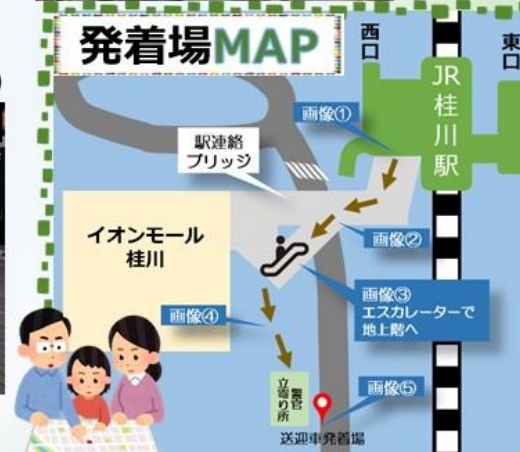 発着場MAP
西口
東口
JR桂川駅
画像①
駅連絡
ブリッジ
画像②
イオンモール
桂川
画像③
エスカレーターで
地上階へ
画像④
画像⑤
警官
立寄り所
送迎車発着場